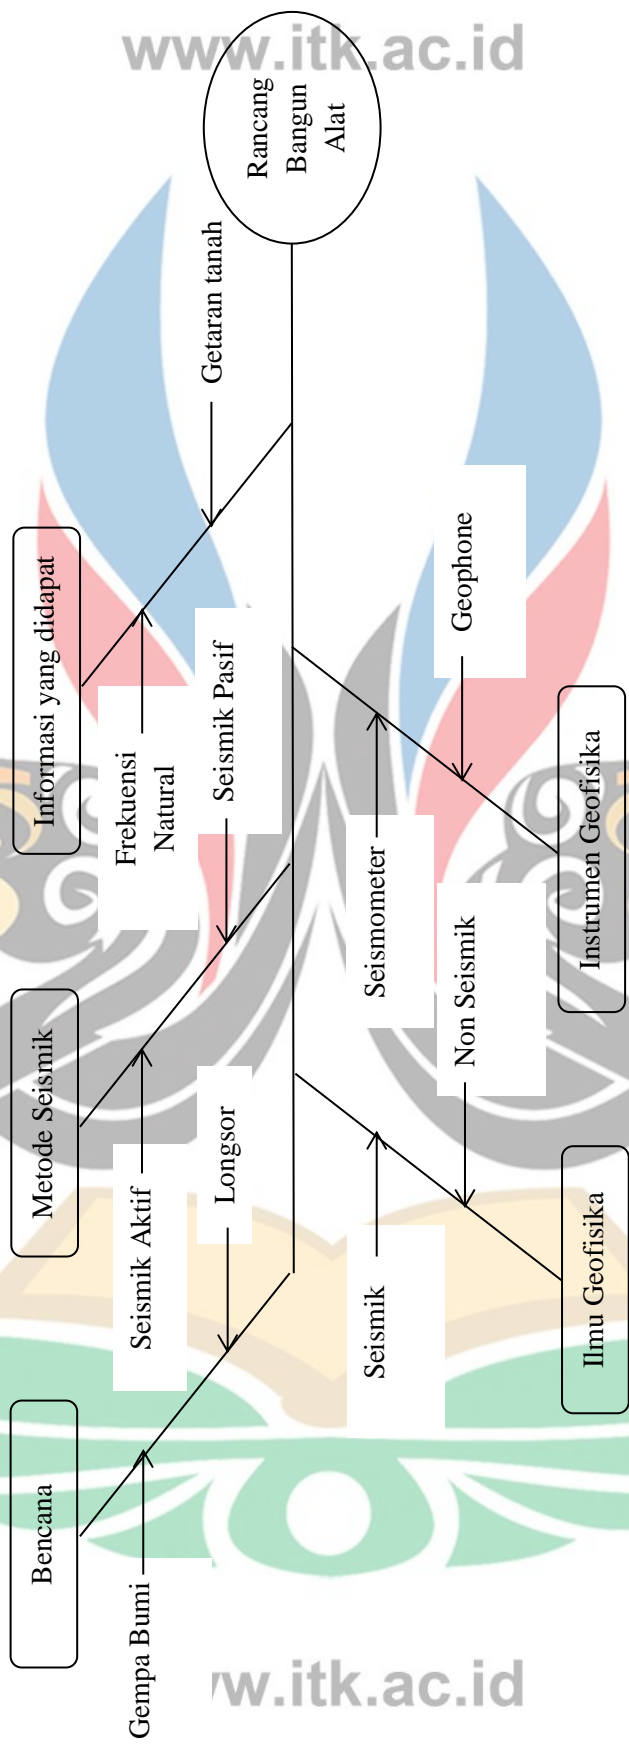 www.itk.ac.id
Bencana
Metode Seismik
Informasi yang didapat
Gempa Bumi
Seismik Aktif
Frekuensi
Natural
Longsor
Seismik Pasif
Getaran tanah
Rancang
Bangun
Alat
Seismik
Seismometer
Non Seismik
Geophone
Ilmu Geofisika
Instrumen Geofisika
w.itk.ac.id